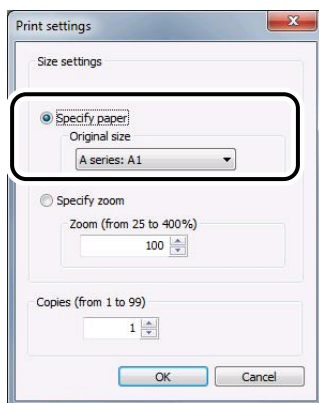 Print settings
Size settings
Specify paper
Original size
A series: A1
Specify zoom
Zoom (from 25 to 400%)
100
Copies (from 1 to 99)
1
OK Cancel